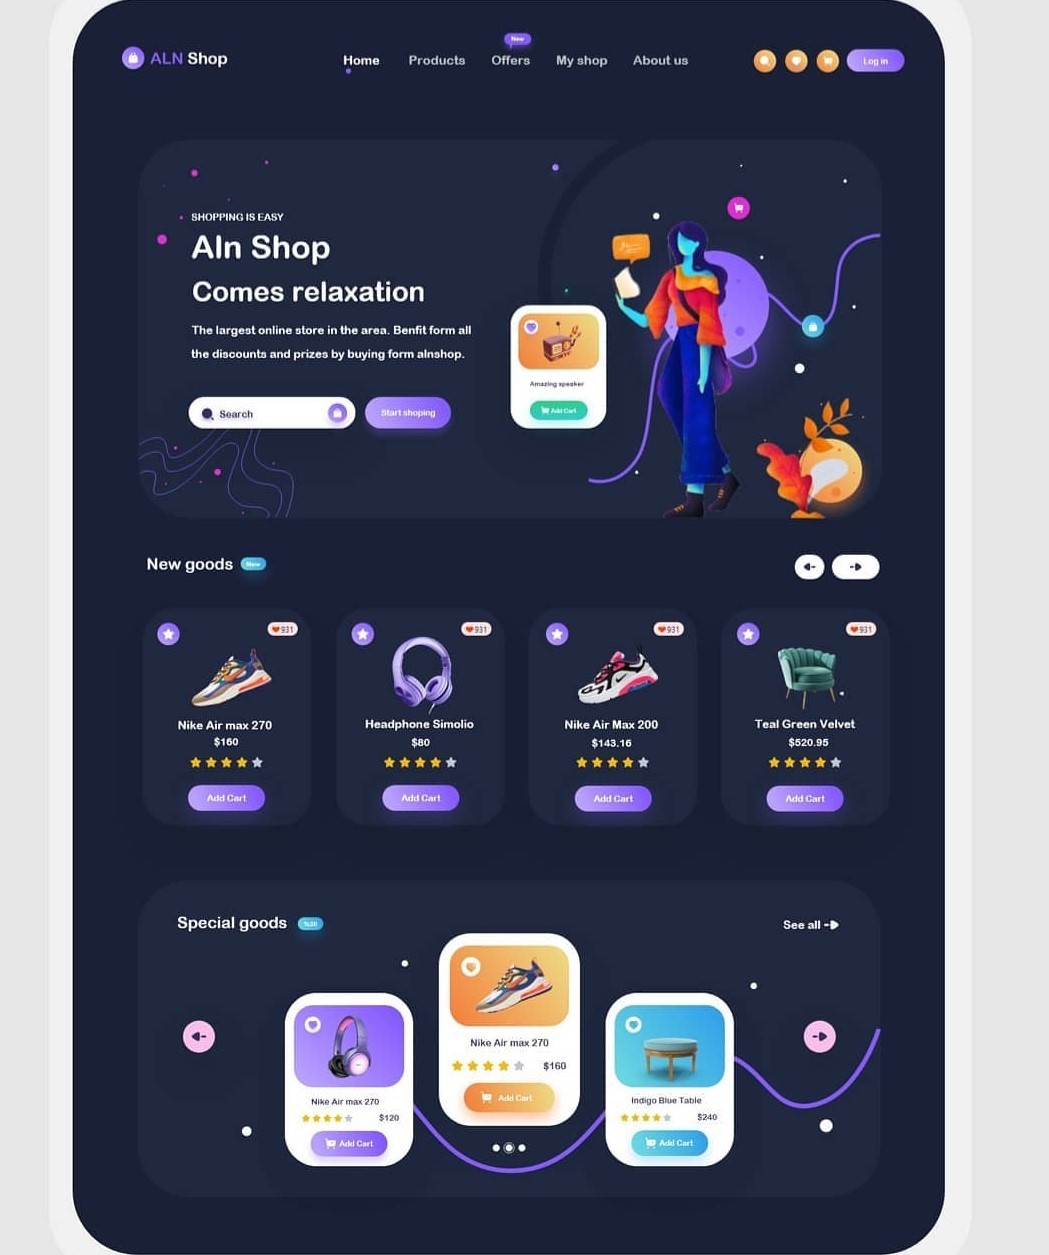 ALN Shop
Home
Products
New
Offers
My shop
About us
Log in
SHOPPING IS EASY
Aln Shop
Comes relaxation
The largest online store in the area. Benfit form all
the discounts and prizes by buying form alnshop.
Search
Start shoping
Amazing speaker
Add Cart
New goods
New
931
Nike Air max 270
$160
Add Cart
931
Headphone Simolio
$80
Add Cart
931
Nike Air Max 200
$143.16
Add Cart
931
Teal Green Velvet
$520.95
Add Cart
Special goods
%20
See all
Nike Air max 270
$120
Add Cart
Nike Air max 270
$160
Add Cart
Indigo Blue Table
$240
Add Cart